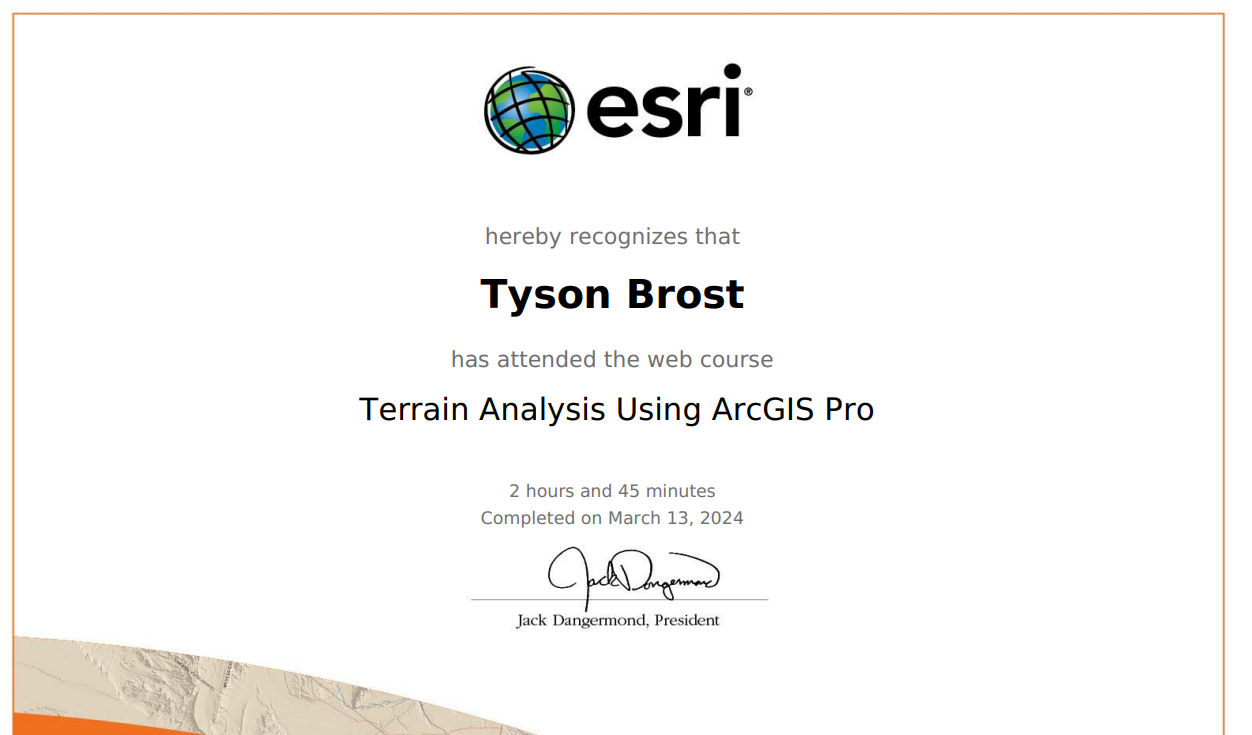 esri®
hereby recognizes that
Tyson Brost
has attended the web course
Terrain Analysis Using ArcGIS Pro
2 hours and 45 minutes
Completed on March 13, 2024
Jack Dangermond
Jack Dangermond, President